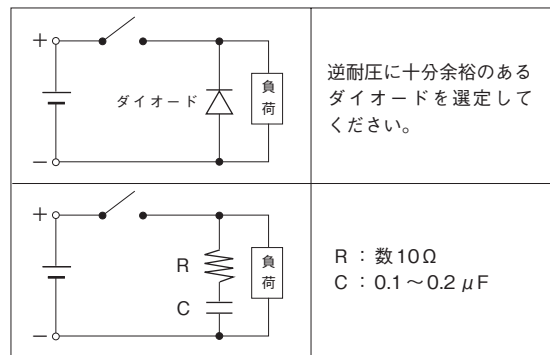 +
ダイオード
負荷
−
逆耐圧に十分余裕のある
ダイオードを選定して
ください。
+
R
C
負荷
−
R : 数10Ω
C : 0.1～0.2 μF